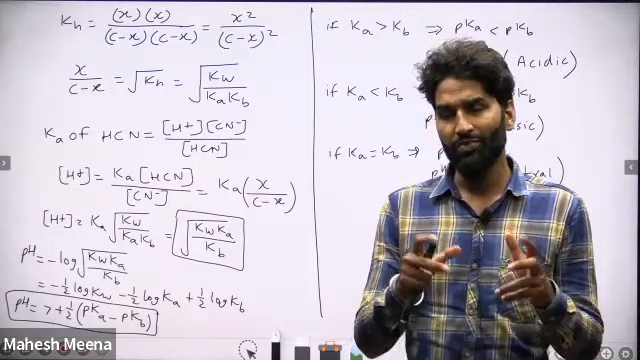 Kh = (x)(x) / (c-x)(c-x) = x² / (c-x)²
x / c-x = √Kh = √(Kw / KaKb)
Ka of HCN = [H+][CN-] / [HCN]
[H+] = Ka[HCN] / [CN-] = Ka(x / c-x)
[H+] = Ka √(Kw / KaKb) = √(KwKa / Kb)
pH = -log √(KwKa / Kb)
= -½ log Kw - ½ log Ka + ½ log Kb
pH = 7 + ½ (pKa - pKb)
if Ka > Kb ⇒ pKa < pKb
(Acidic)
if Ka < Kb
Kb
sic)
if Ka = Kb ⇒
Mahesh Meena